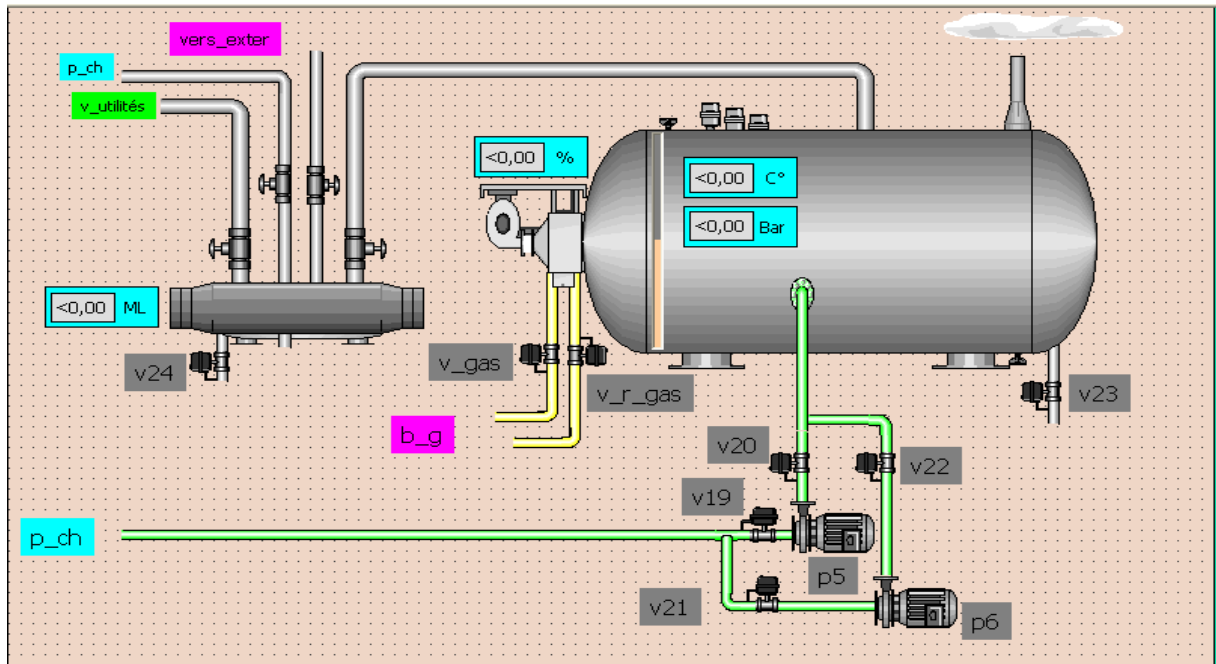 vers_exter
p_ch
v_utilités
<0,00 %
<0,00 C°
<0,00 Bar
<0,00 ML
v24
v_gas
v_r_gas
v23
b_g
v20
v22
v19
p_ch
p5
v21
p6